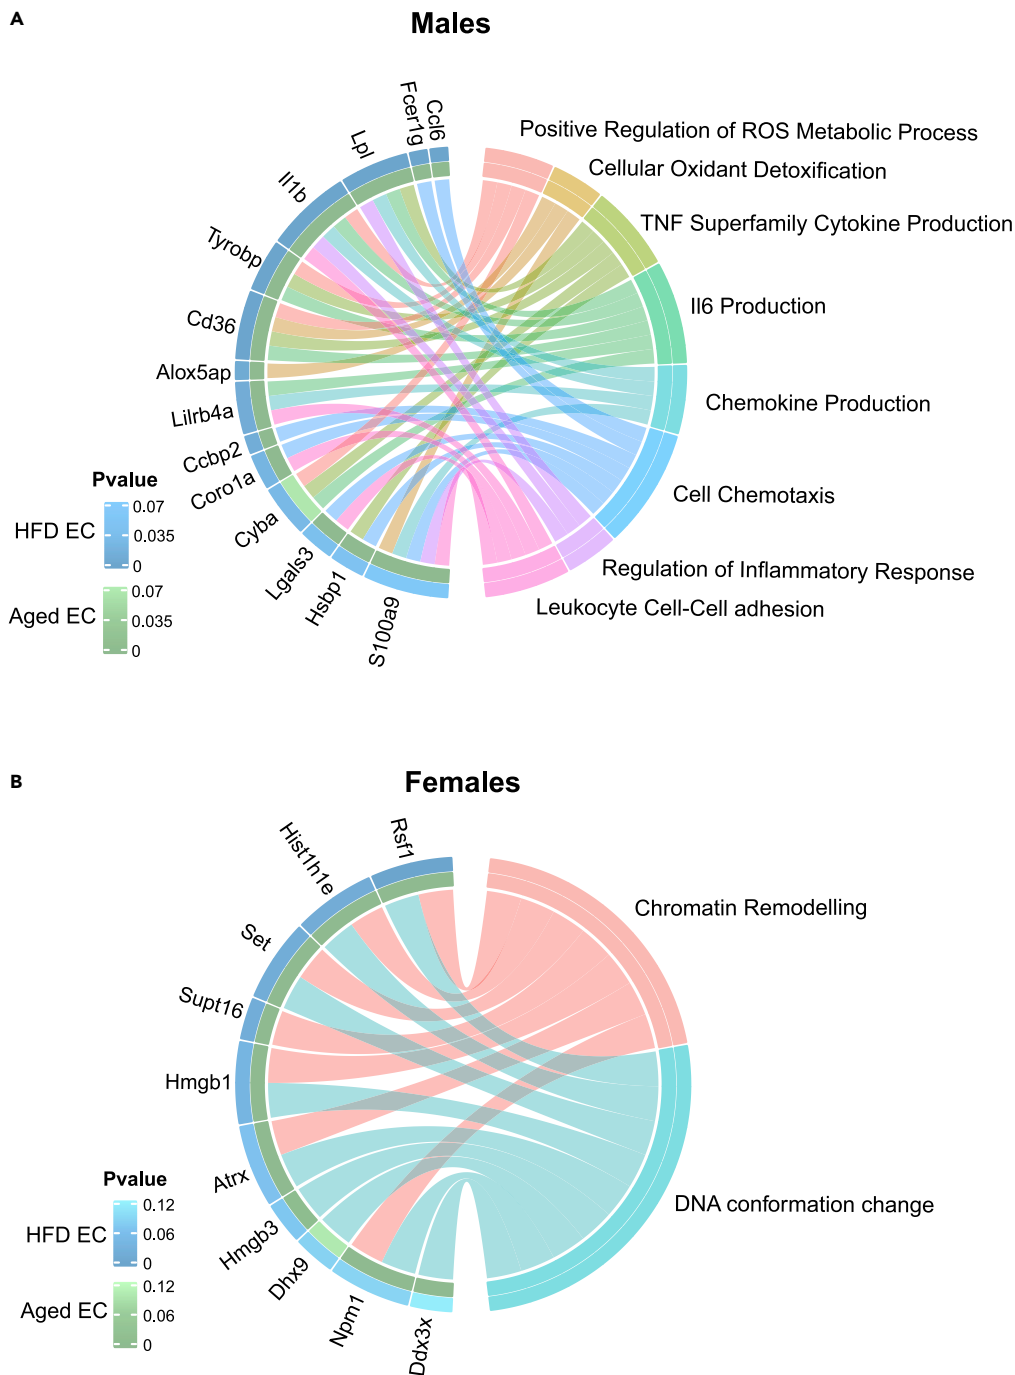 A
Males
Ccl6
Fcer1g
Lpl
Il1b
Tyrobp
Cd36
Alox5ap
Lilrb4a
Ccbp2
Coro1a
Cyba
Lgals3
Hsbp1
S100a9
Positive Regulation of ROS Metabolic Process
Cellular Oxidant Detoxification
TNF Superfamily Cytokine Production
Il6 Production
Chemokine Production
Cell Chemotaxis
Regulation of Inflammatory Response
Leukocyte Cell-Cell adhesion
Pvalue
HFD EC
0.07
0.035
0
Aged EC
0.07
0.035
0
B
Females
Rsf1
Hist1h1e
Set
Supt16
Hmgb1
Atrx
Hmgb3
Dhx9
Npm1
Ddx3x
Chromatin Remodelling
DNA conformation change
Pvalue
HFD EC
0.12
0.06
0
Aged EC
0.12
0.06
0